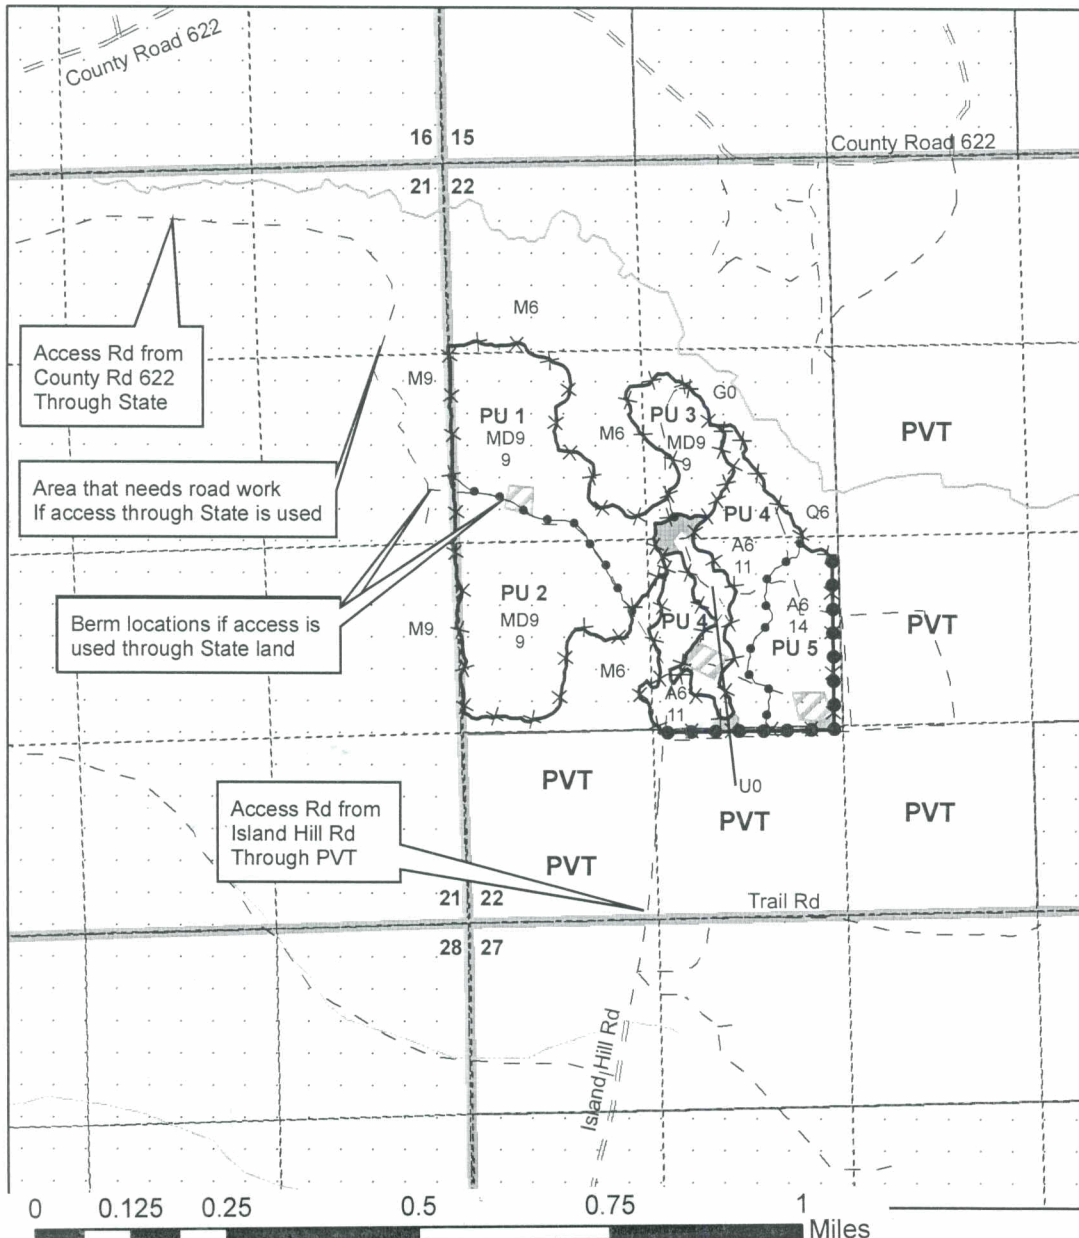 County Road 622
16 15
County Road 622
21 22
M6
Access Rd from
County Rd 622
Through State
M9
G0
PU 1
MD9
9
M6
PU 3
MD9
9
PVT
Area that needs road work
If access through State is used
Q6
PU 4
A6
11
PU 2
MD9
9
Berm locations if access is
used through State land
M9
PU 4
A6
14
PU 5
PVT
M6
A6
11
PVT
U0
PVT
PVT
Access Rd from
Island Hill Rd
Through PVT
PVT
21 22
Trail Rd
28 27
Island Hill Rd
0 0.125 0.25 0.5 0.75 1
Miles